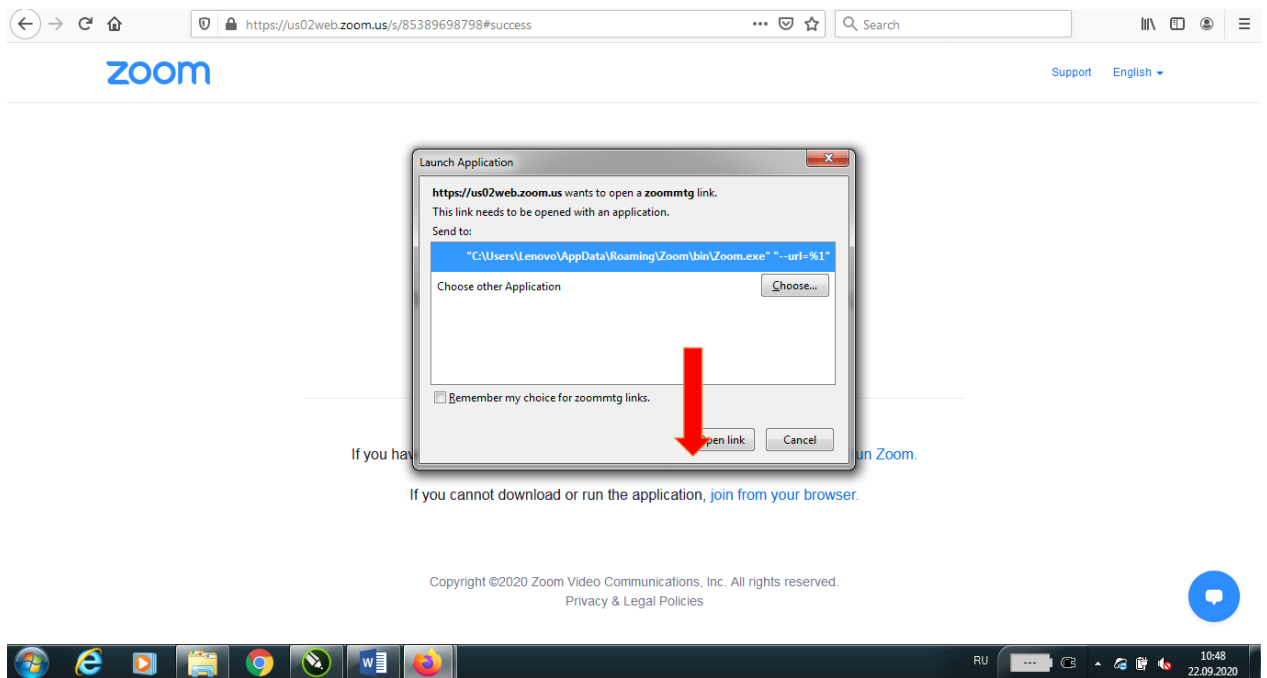 https://us02web.zoom.us/s/85389698798#success
Search
zoom
Support English
Launch Application
https://us02web.zoom.us wants to open a zoommtg link.
This link needs to be opened with an application.
Send to:
"C:\Users\Lenovo\AppData\Roaming\Zoom\bin\Zoom.exe" "--url=%1"
Choose other Application Choose...
Remember my choice for zoommtg links.
link Cancel
If you un Zoom.
If you cannot download or run the application, join from your browser.
Copyright ©2020 Zoom Video Communications, Inc. All rights reserved.
Privacy & Legal Policies
W
RU --- 10:48
22.09.2020